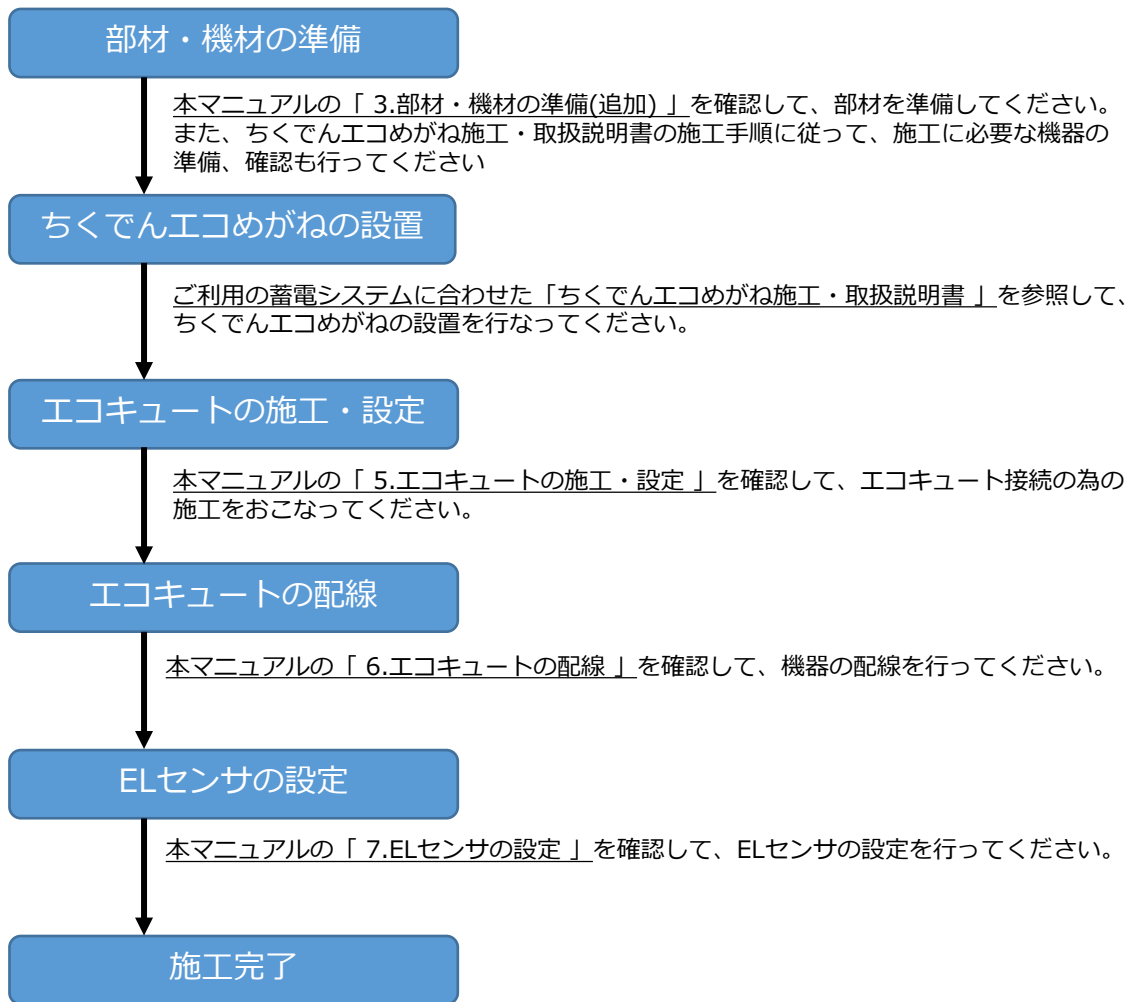 部材・機材の準備
本マニュアルの「 3.部材・機材の準備(追加) 」を確認して、部材を準備してください。
また、ちくでんエコめがね施工・取扱説明書の施工手順に従って、施工に必要な機器の
準備、確認も行ってください
ちくでんエコめがねの設置
ご利用の蓄電システムに合わせた「ちくでんエコめがね施工・取扱説明書 」を参照して、
ちくでんエコめがねの設置を行なってください。
エコキュートの施工・設定
本マニュアルの「 5.エコキュートの施工・設定 」を確認して、エコキュート接続の為の
施工をおこなってください。
エコキュートの配線
本マニュアルの「 6.エコキュートの配線 」を確認して、機器の配線を行ってください。
ELセンサの設定
本マニュアルの「 7.ELセンサの設定 」を確認して、ELセンサの設定を行ってください。
施工完了